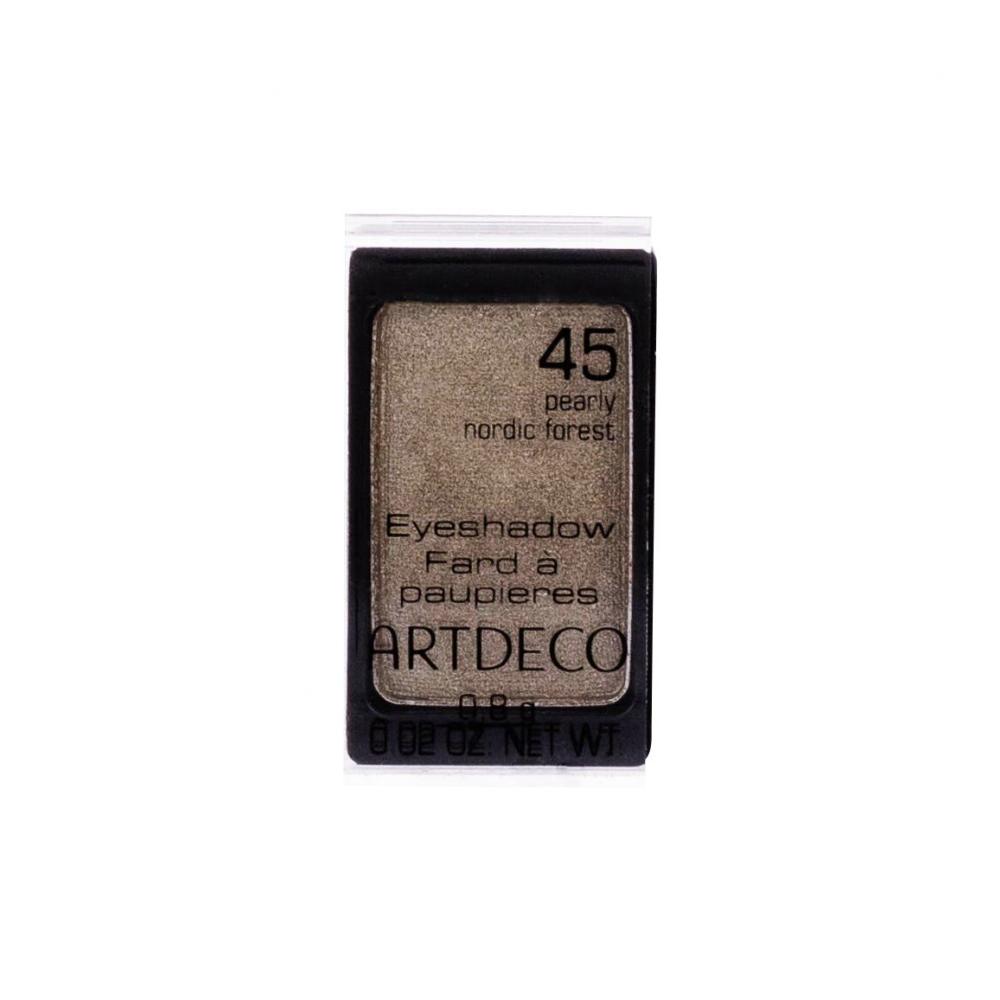 45
pearly
nordic forest
Eyeshadow
Fard à
paupieres
ARTDECO
0,8 g
0.02 OZ. NET WT.